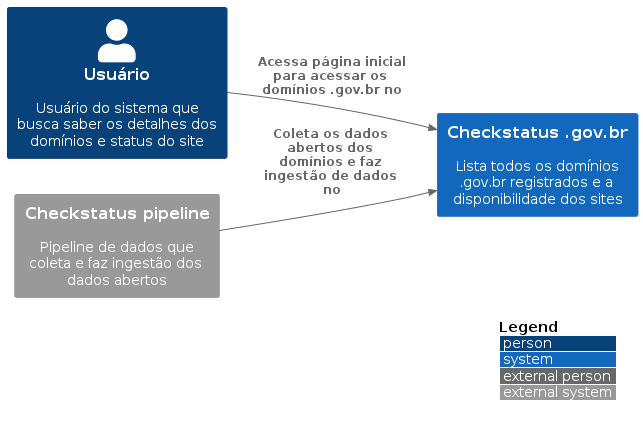 Usuário
Usuário do sistema que
busca saber os detalhes dos
domínios e status do site
Acessa página inicial
para acessar os
domínios .gov.br no
Coleta os dados
abertos dos
domínios e faz
ingestão de dados
no
Checkstatus .gov.br
Lista todos os domínios
.gov.br registrados e a
disponibilidade dos sites
Checkstatus pipeline
Pipeline de dados que
coleta e faz ingestão dos
dados abertos
Legend
person
system
external person
external system